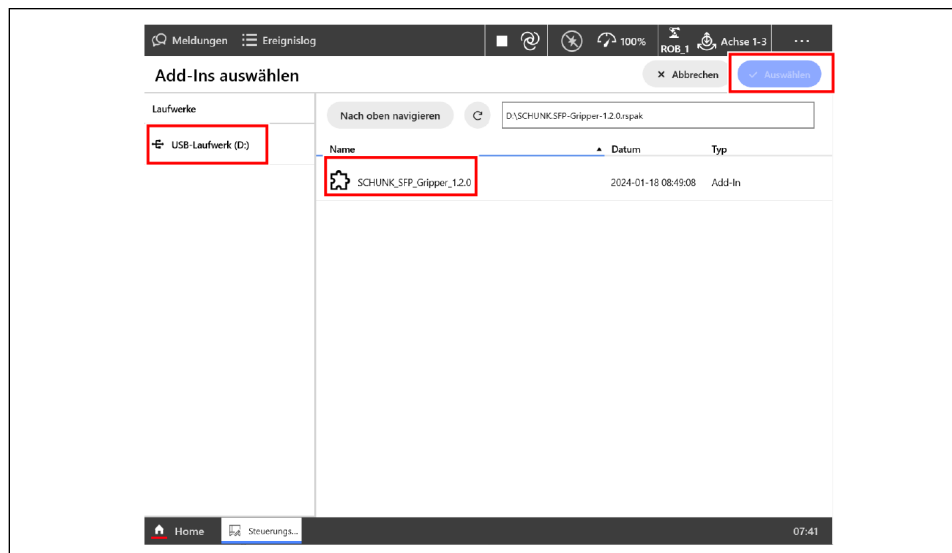 Meldungen Ereignislog 100% ROB_1 Achse 1-3 ...
Add-Ins auswählen Abbrechen Auswählen
Laufwerke Nach oben navigieren D:\SCHUNK.SFP-Gripper-1.2.0.rspak
USB-Laufwerk (D:) Name Datum Typ
SCHUNK_SFP_Gripper_1.2.0 2024-01-18 08:49:08 Add-In
Home Steuerungs... 07:41